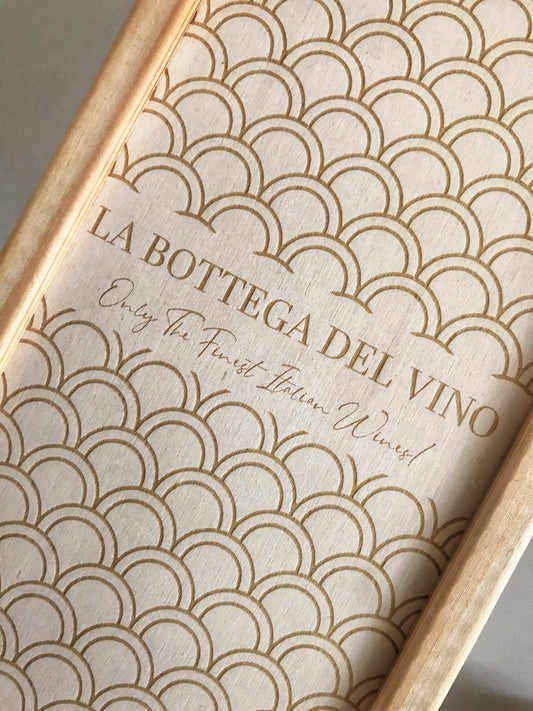 LA BOTTEGA DEL VINO
Only The Finest Italian Wines!